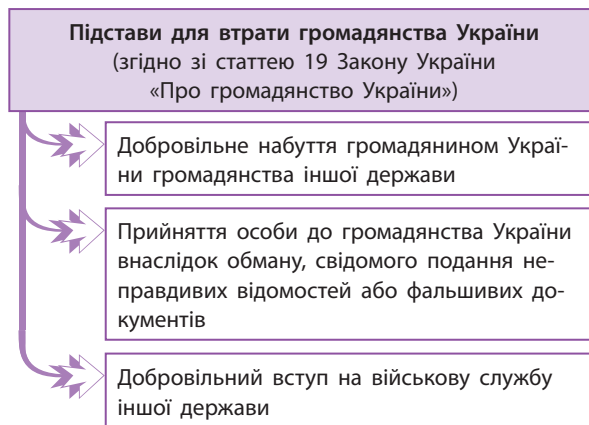 Підстави для втрати громадянства України
(згідно зі статтею 19 Закону України
«Про громадянство України»)
Добровільне набуття громадянином Украї-
ни громадянства іншої держави
Прийняття особи до громадянства України
внаслідок обману, свідомого подання не-
правдивих відомостей або фальшивих до-
кументів
Добровільний вступ на військову службу
іншої держави